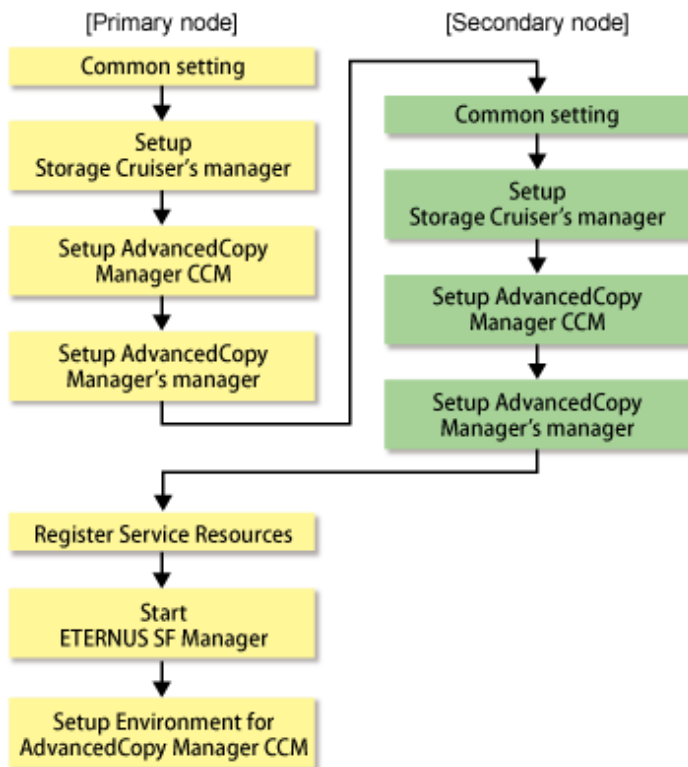 [Primary node]
Common setting
Setup
Storage Cruiser's manager
Setup AdvancedCopy
Manager CCM
Setup AdvancedCopy
Manager's manager
[Secondary node]
Common setting
Setup
Storage Cruiser's manager
Setup AdvancedCopy
Manager CCM
Setup AdvancedCopy
Manager's manager
Register Service Resources
Start
ETERNUS SF Manager
Setup Environment for
AdvancedCopy Manager CCM